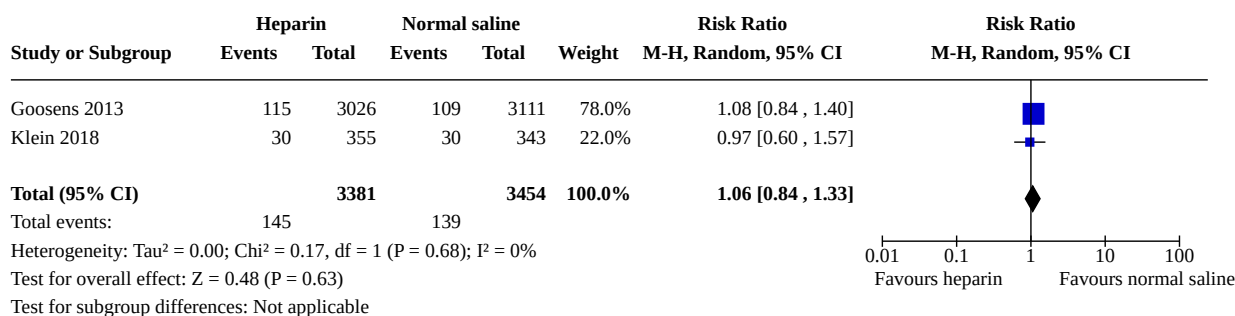 Heparin Normal saline Risk Ratio Risk Ratio
Study or Subgroup Events Total Events Total Weight M-H, Random, 95% CI M-H, Random, 95% CI
Goosens 2013 115 3026 109 3111 78.0% 1.08 [0.84 , 1.40]
Klein 2018 30 355 30 343 22.0% 0.97 [0.60 , 1.57]
Total (95% CI) 3381 3454 100.0% 1.06 [0.84 , 1.33]
Total events: 145 139
Heterogeneity: Tau² = 0.00; Chi² = 0.17, df = 1 (P = 0.68); I² = 0%
0.01 0.1 1 10 100
Test for overall effect: Z = 0.48 (P = 0.63)
Favours heparin Favours normal saline
Test for subgroup differences: Not applicable